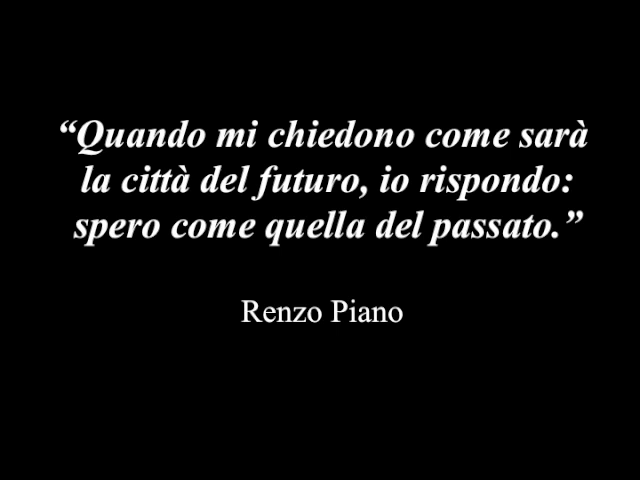 “Quando mi chiedono come sarà
la città del futuro, io rispondo:
spero come quella del passato.”
Renzo Piano